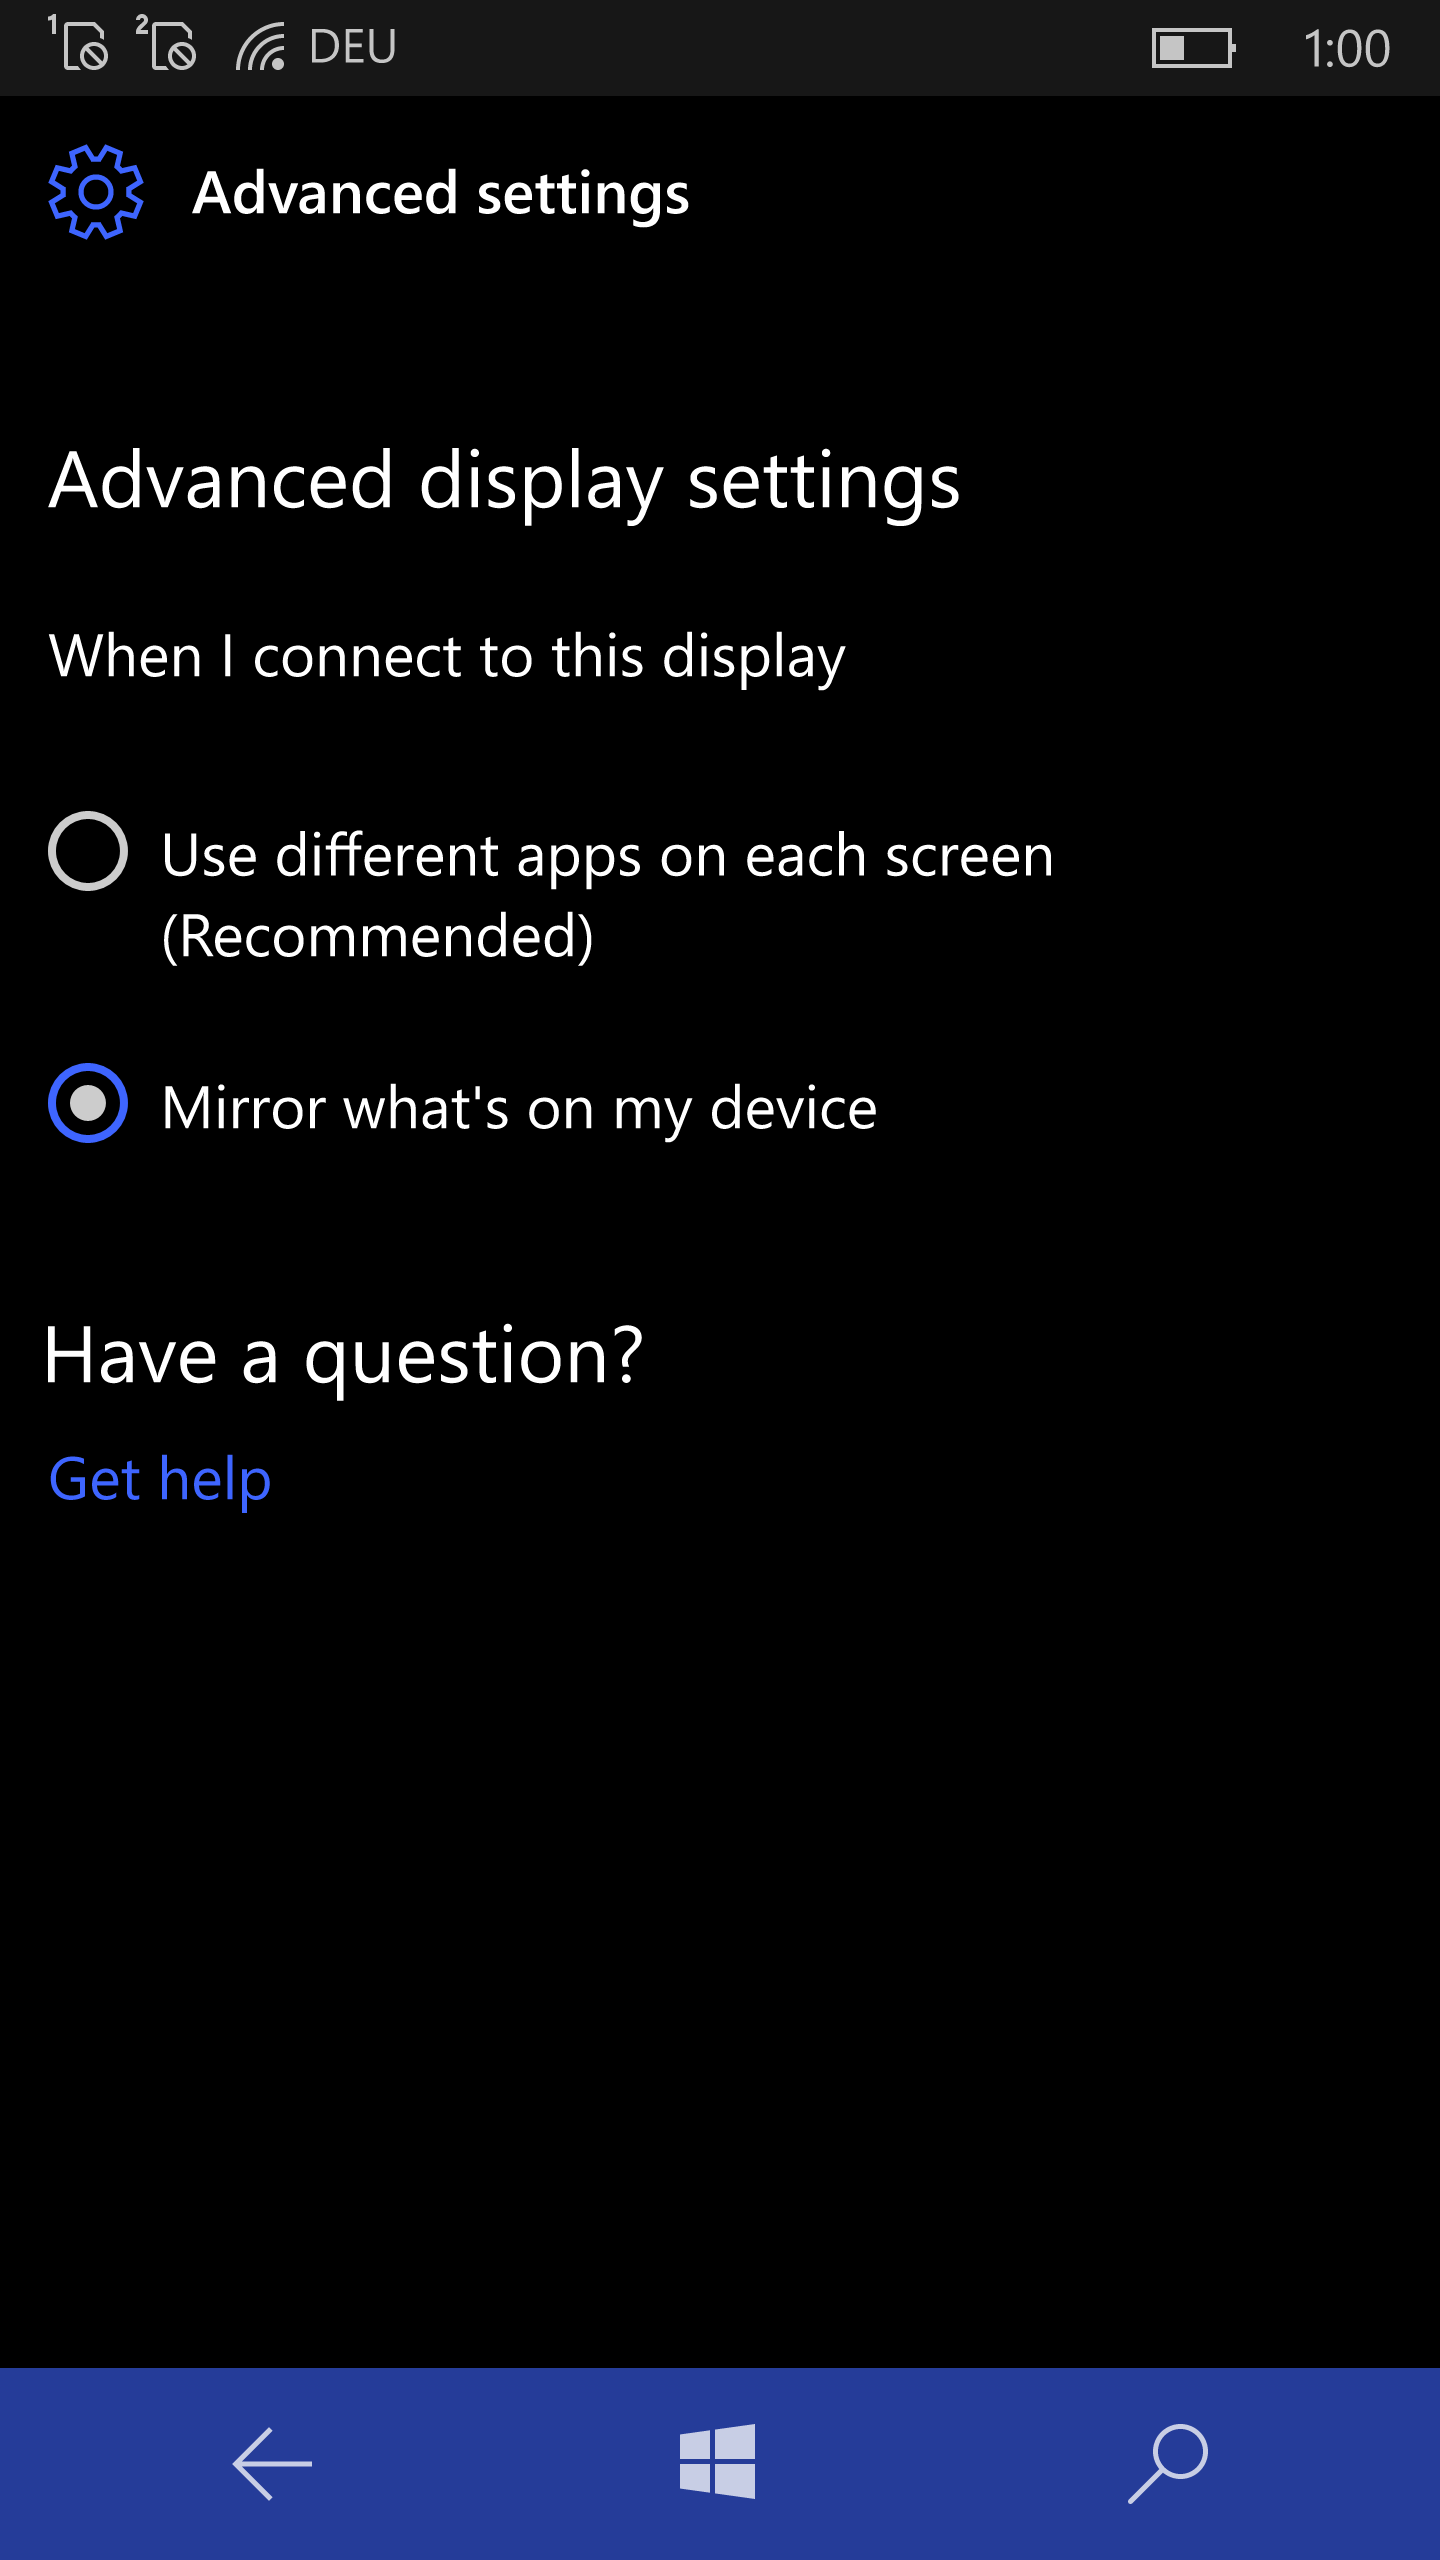 1 2 DEU 1:00
Advanced settings
Advanced display settings
When I connect to this display
Use different apps on each screen
(Recommended)
Mirror what's on my device
Have a question?
Get help